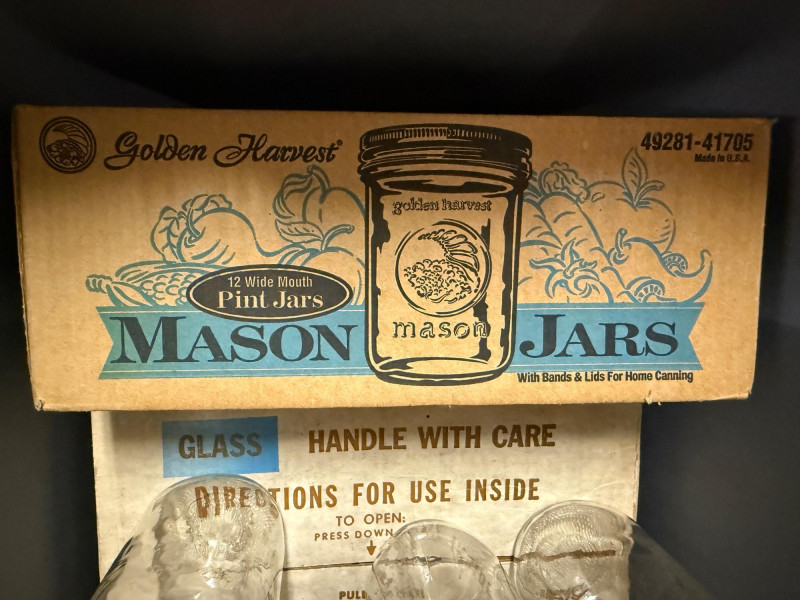 Golden Harvest®
49281-41705
Made in U.S.A.
golden harvest
12 Wide Mouth
Pint Jars
mason
MASON JARS
With Bands & Lids For Home Canning
GLASS HANDLE WITH CARE
DIRECTIONS FOR USE INSIDE
TO OPEN:
PRESS DOWN
PULL